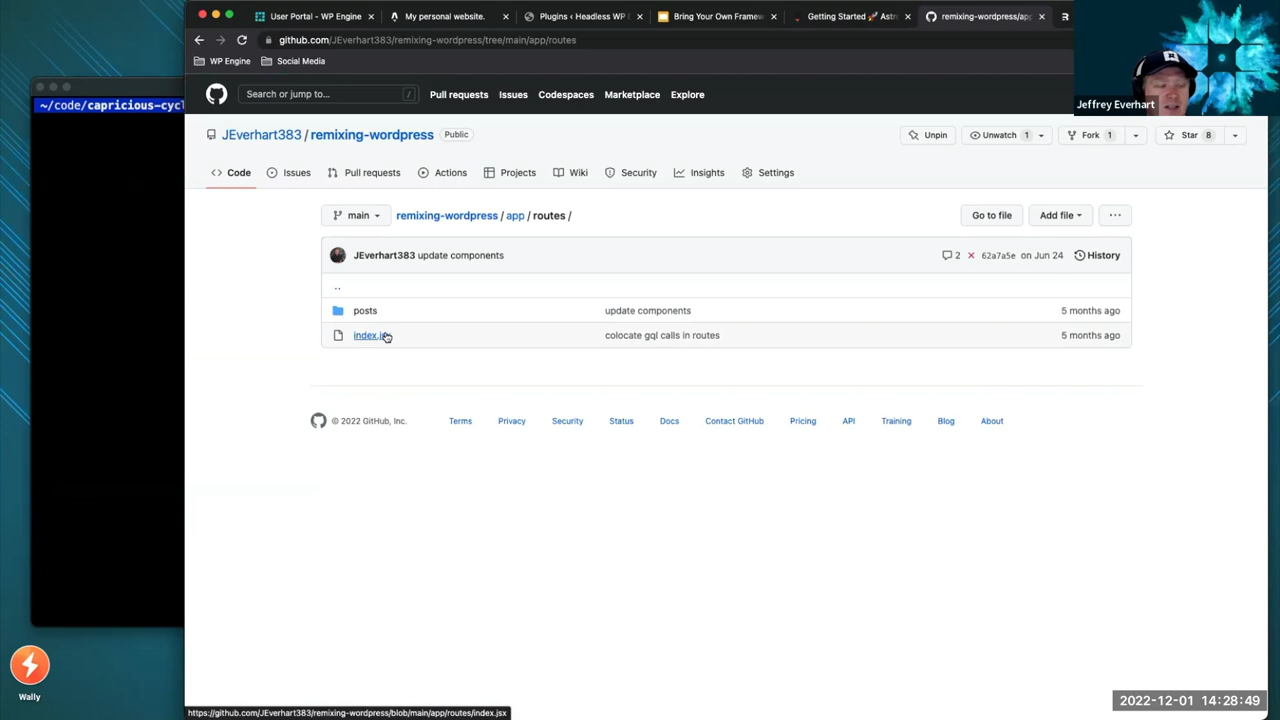 User Portal - WP Engine
My personal website.
Plugins < Headless WP
Bring Your Own Framew
Getting Started 🚀 Astr
remixing-wordpress/app
github.com/JEverhart383/remixing-wordpress/tree/main/app/routes
WP Engine
Social Media
Jeffrey Everhart
~/code/capricious-cycl
Search or jump to...
/
Pull requests
Issues
Codespaces
Marketplace
Explore
JEverhart383 / remixing-wordpress
Public
Unpin
Unwatch 1
Fork 1
Star 8
Code
Issues
Pull requests
Actions
Projects
Wiki
Security
Insights
Settings
main
remixing-wordpress / app / routes /
Go to file
Add file
...
JEverhart383 update components
2
62a7a5e on Jun 24
History
..
posts
update components
5 months ago
colocate gql calls in routes
5 months ago
© 2022 GitHub, Inc.
Terms
Privacy
Security
Status
Docs
Contact GitHub
Pricing
API
Training
Blog
About
Wally
2022-12-01 14:28:49
https://github.com/JEverhart383/remixing-wordpress/blob/main/app/routes/index.jsx